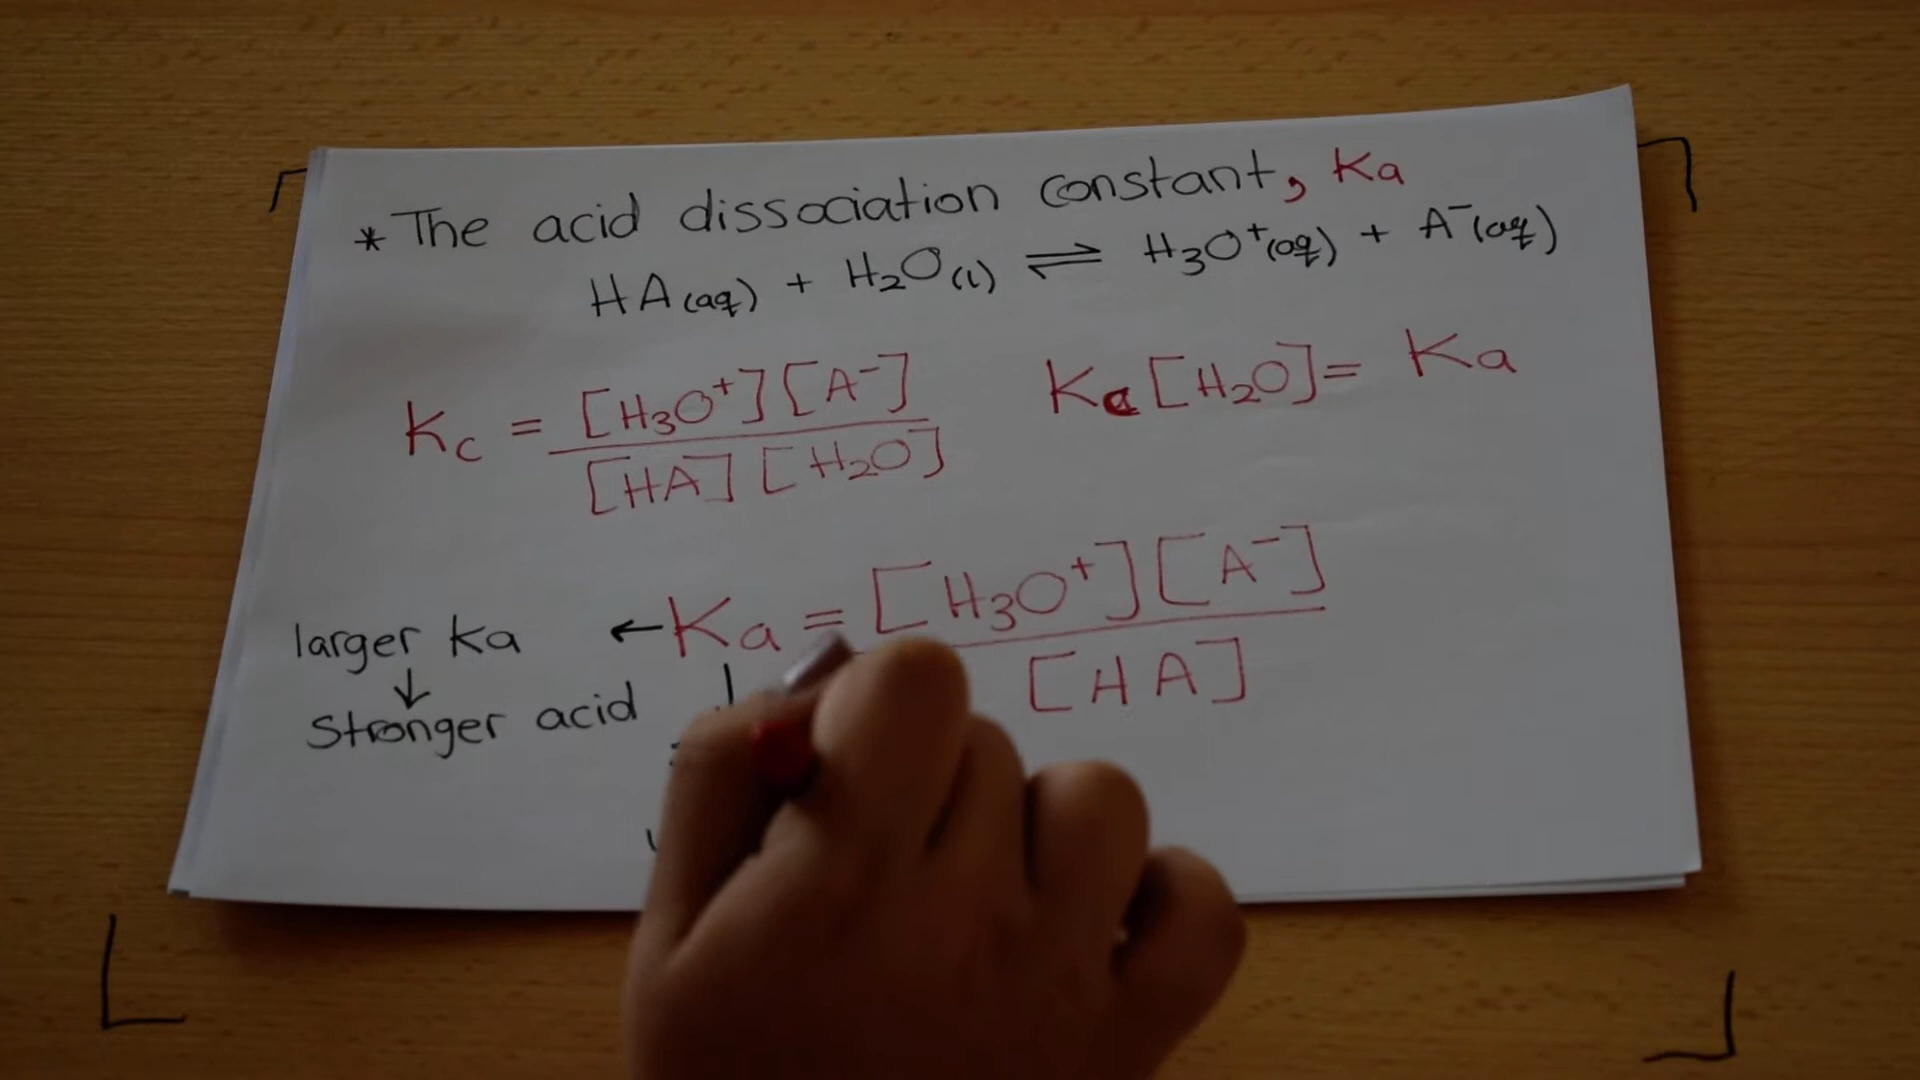 * The acid dissociation constant, Ka
HA(aq) + H₂O(l) ⇌ H₃O⁺(aq) + A⁻(aq)
Kc = [H₃O⁺][A⁻] / [HA][H₂O]
Kc[H₂O] = Ka
larger Ka ← Ka = [H₃O⁺][A⁻] / [HA]
↓
Stronger acid